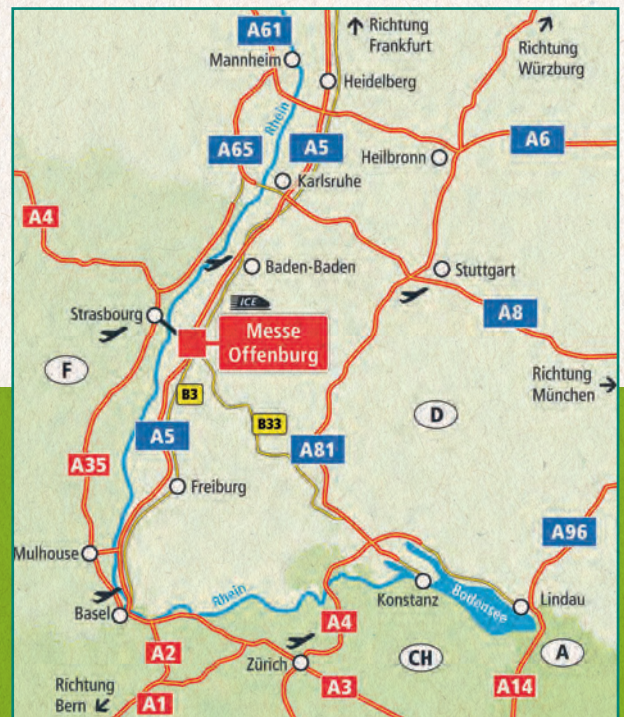 A61
Richtung
Frankfurt
Richtung
Würzburg
Mannheim
Heidelberg
Rhein
A65
A5
Heilbronn
A6
Karlsruhe
A4
Baden-Baden
Stuttgart
ICE
Strasbourg
Messe
Offenburg
A8
F
Richtung
München
B3
D
B33
A5
A81
A35
Freiburg
A96
Mulhouse
Rhein
Konstanz
Bodensee
Lindau
Basel
A4
A2
Zürich
CH
A
Richtung
Bern
A1
A3
A14